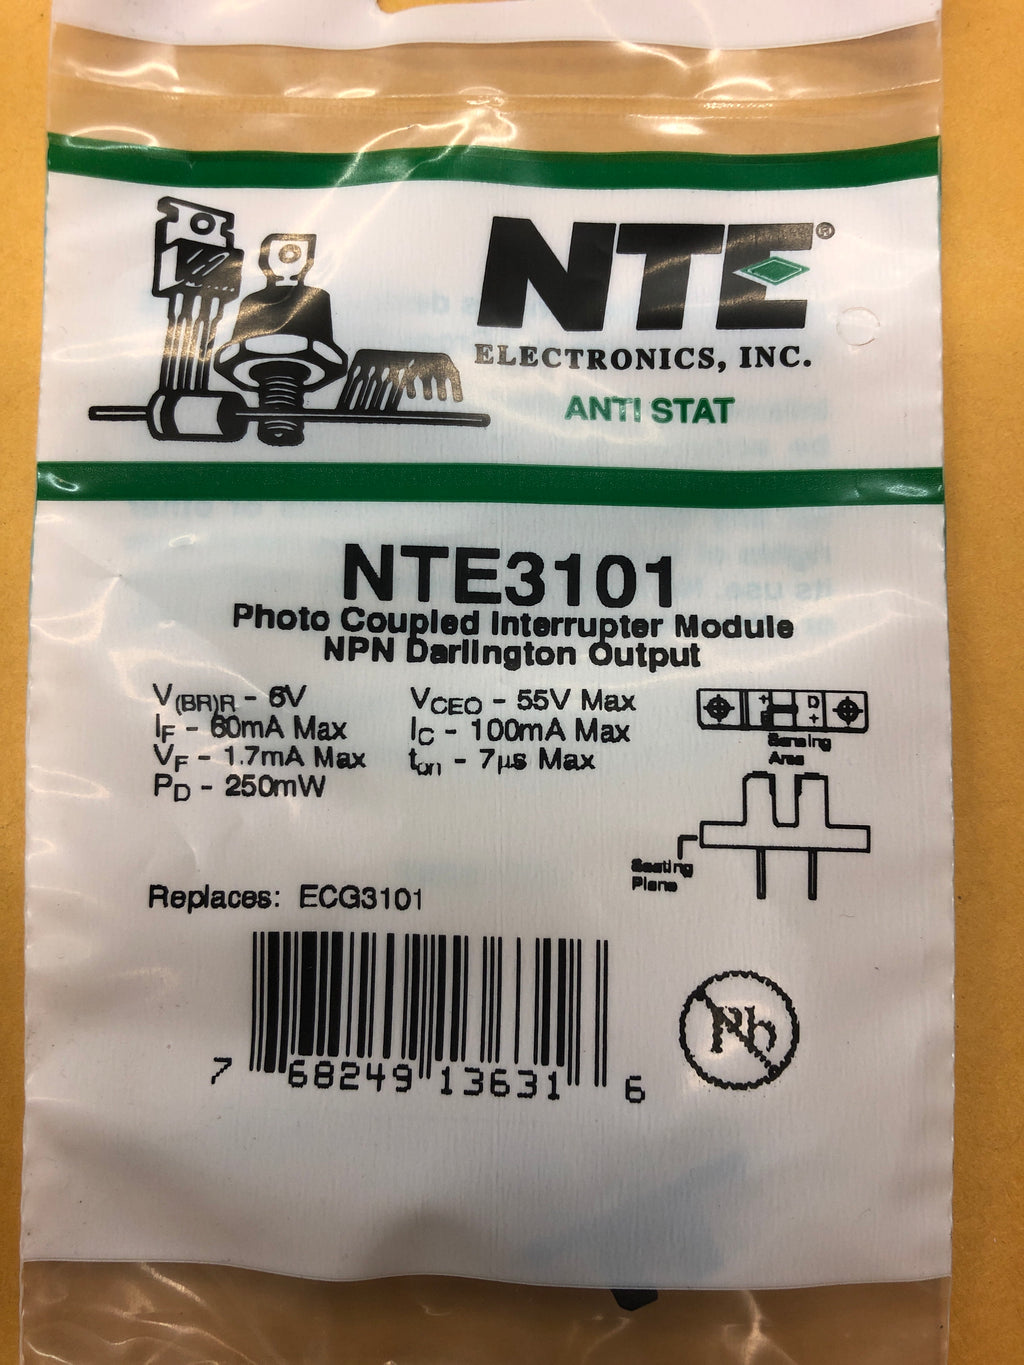 NTE®
ELECTRONICS, INC.
ANTI STAT
NTE3101
Photo Coupled Interrupter Module
NPN Darlington Output
V(BR)R - 6V
IF - 60mA Max
VF - 1.7mA Max
PD - 250mW
VCEO - 55V Max
IC - 100mA Max
ton - 7µs Max
+ D
+
Sensing
Area
Seating
Plane
Replaces: ECG3101
7 68249 13631 6
Pb